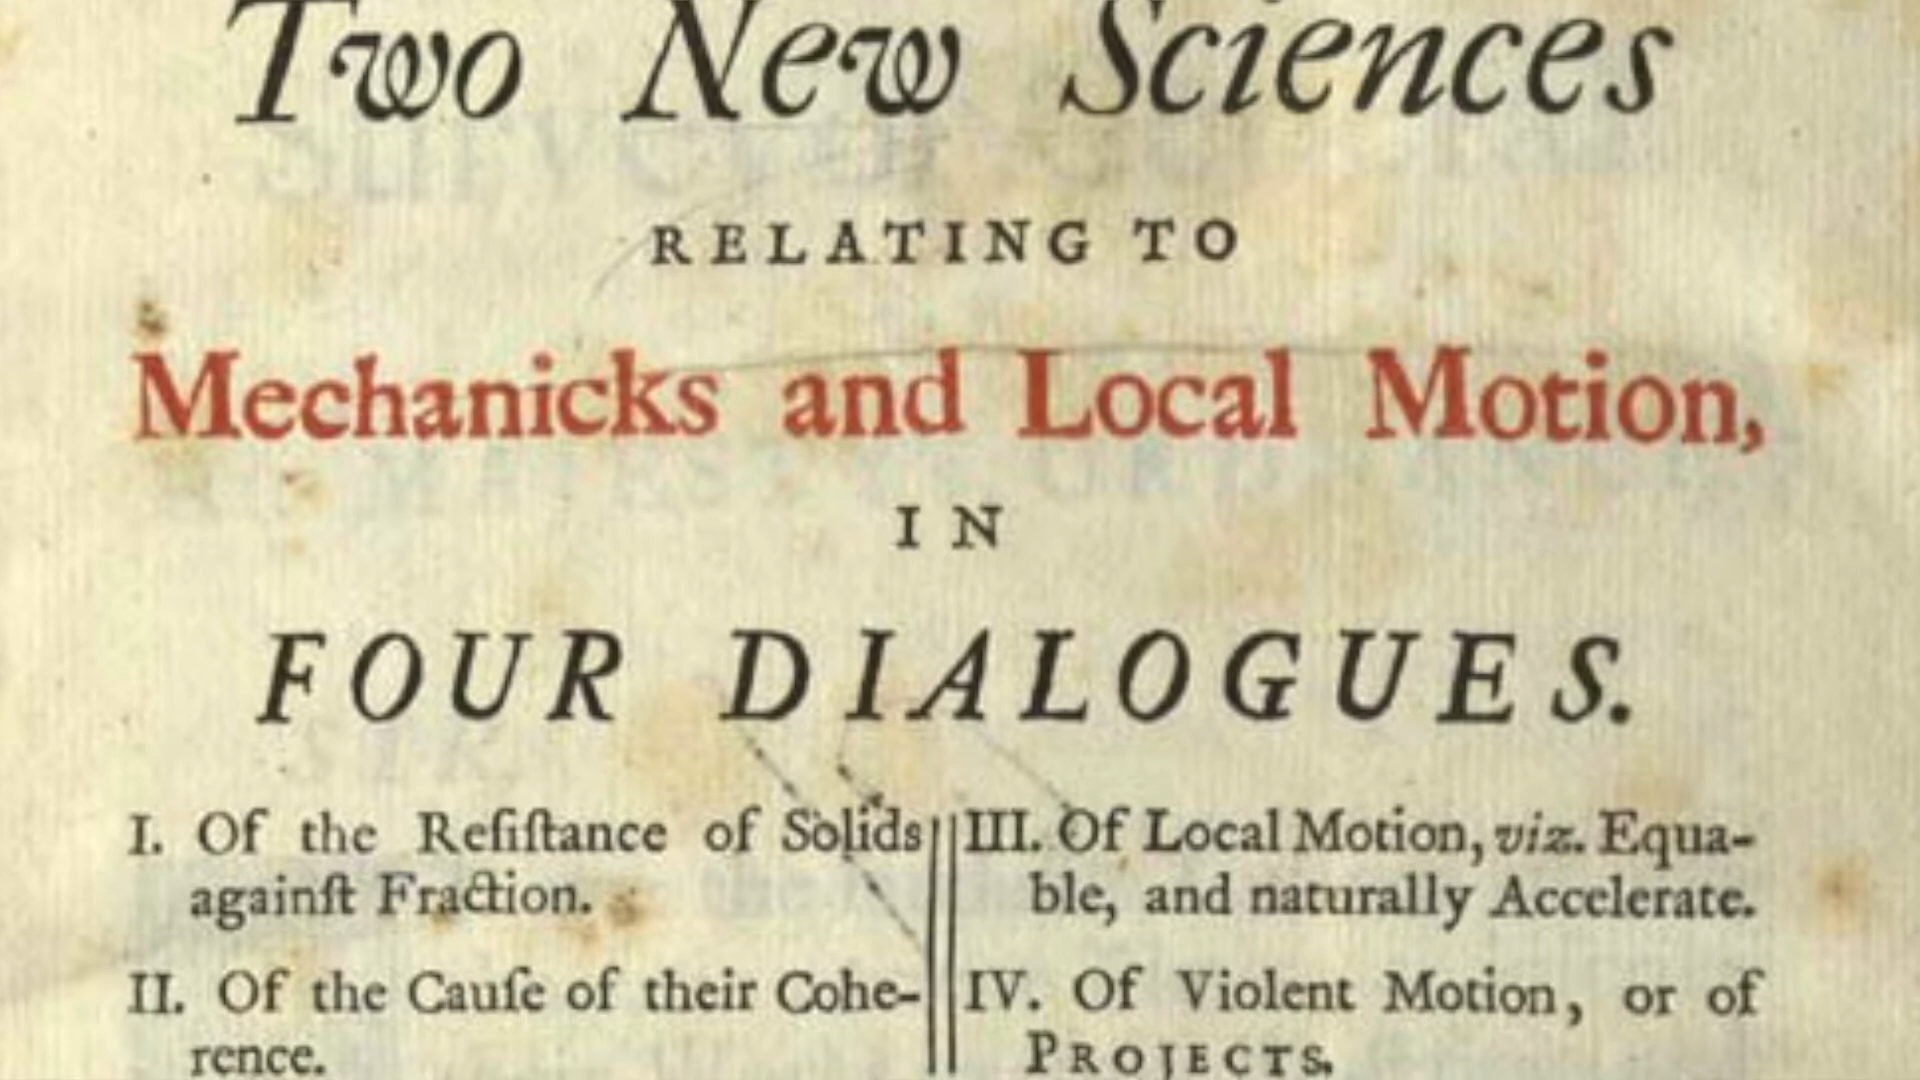 Two New Sciences
RELATING TO
Mechanicks and Local Motion,
IN
FOUR DIALOGUES.
I. Of the Reſiſtance of Solids
againſt Fraction.
II. Of the Cauſe of their Cohe-
rence.
III. Of Local Motion, viz. Equa-
ble, and naturally Accelerate.
IV. Of Violent Motion, or of
PROJECTS.